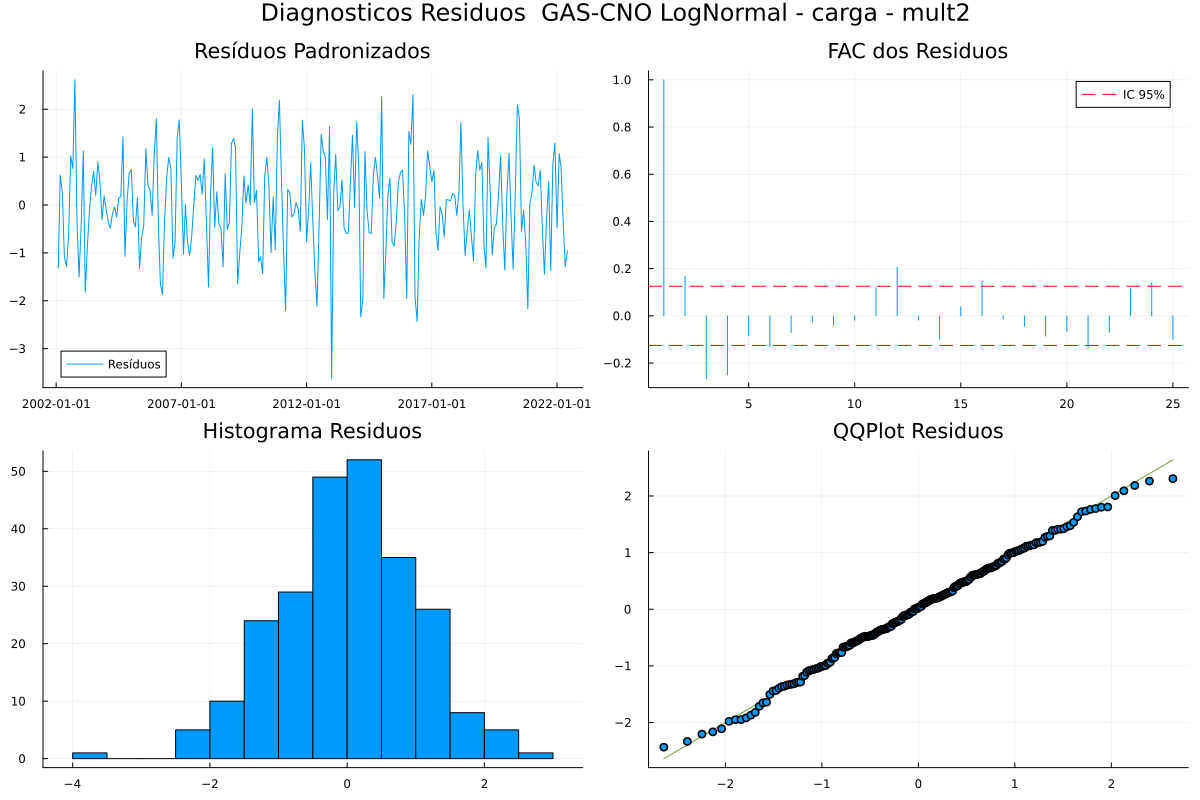 Diagnosticos Residuos  GAS-CNO LogNormal - carga - mult2
Resíduos Padronizados
2
1
0
−1
−2
−3
Resíduos
2002-01-01 2007-01-01 2012-01-01 2017-01-01 2022-01-01
FAC dos Residuos
1.0
0.8
0.6
0.4
0.2
0.0
−0.2
IC 95%
5 10 15 20 25
Histograma Residuos
50
40
30
20
10
0
−4 −2 0 2
QQPlot Residuos
2
1
0
−1
−2
−2 −1 0 1 2